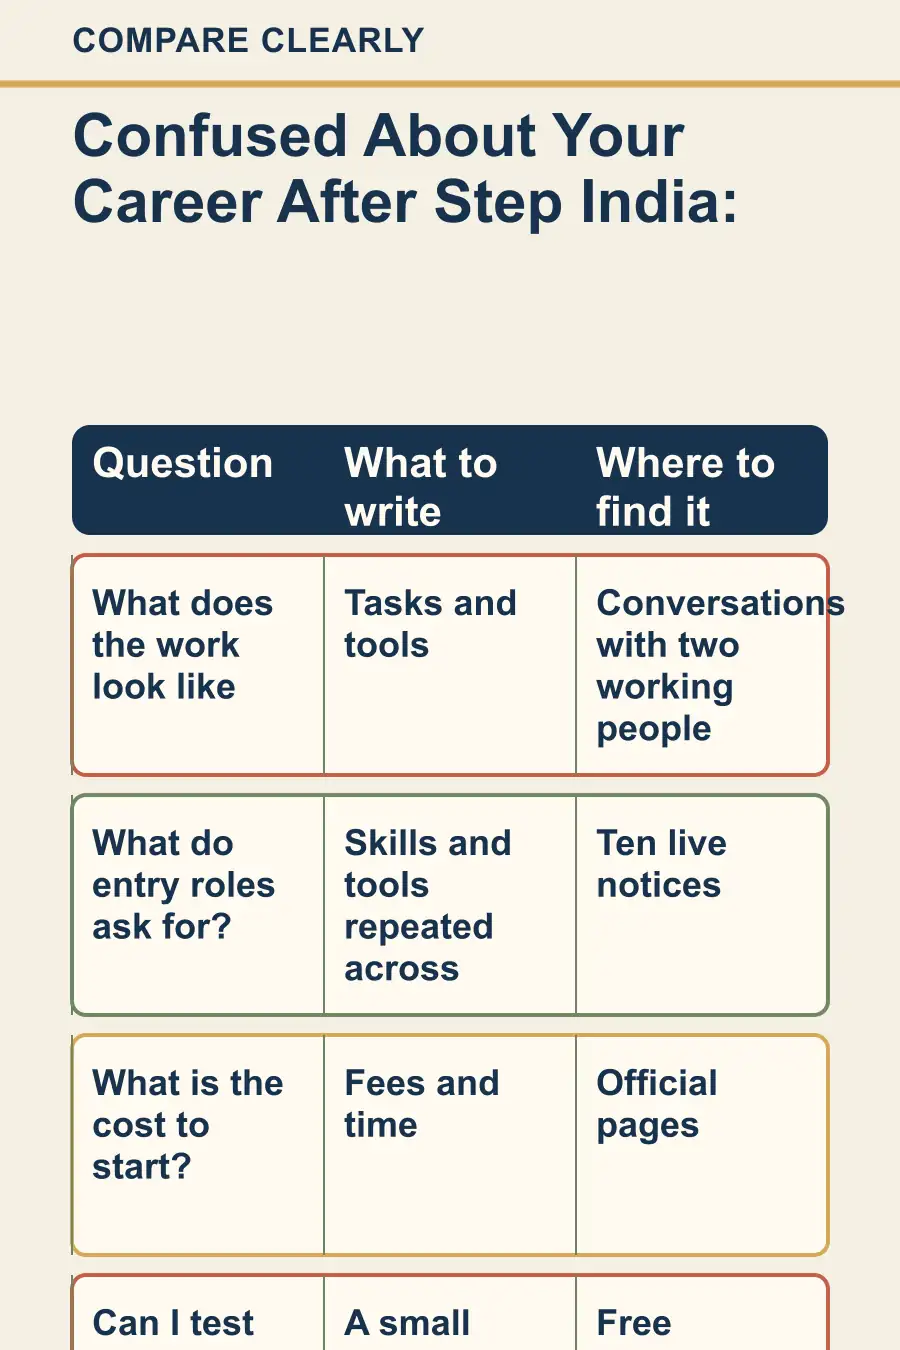 COMPARE CLEARLY
Confused About Your
Career After Step India:
Question
What to
write
Where to
find it
What does
the work
look like
Tasks and
tools
Conversations
with two
working
people
What do
entry roles
ask for?
Skills and
tools
repeated
across
Ten live
notices
What is the
cost to
start?
Fees and
time
Official
pages
Can I test
A small
Free